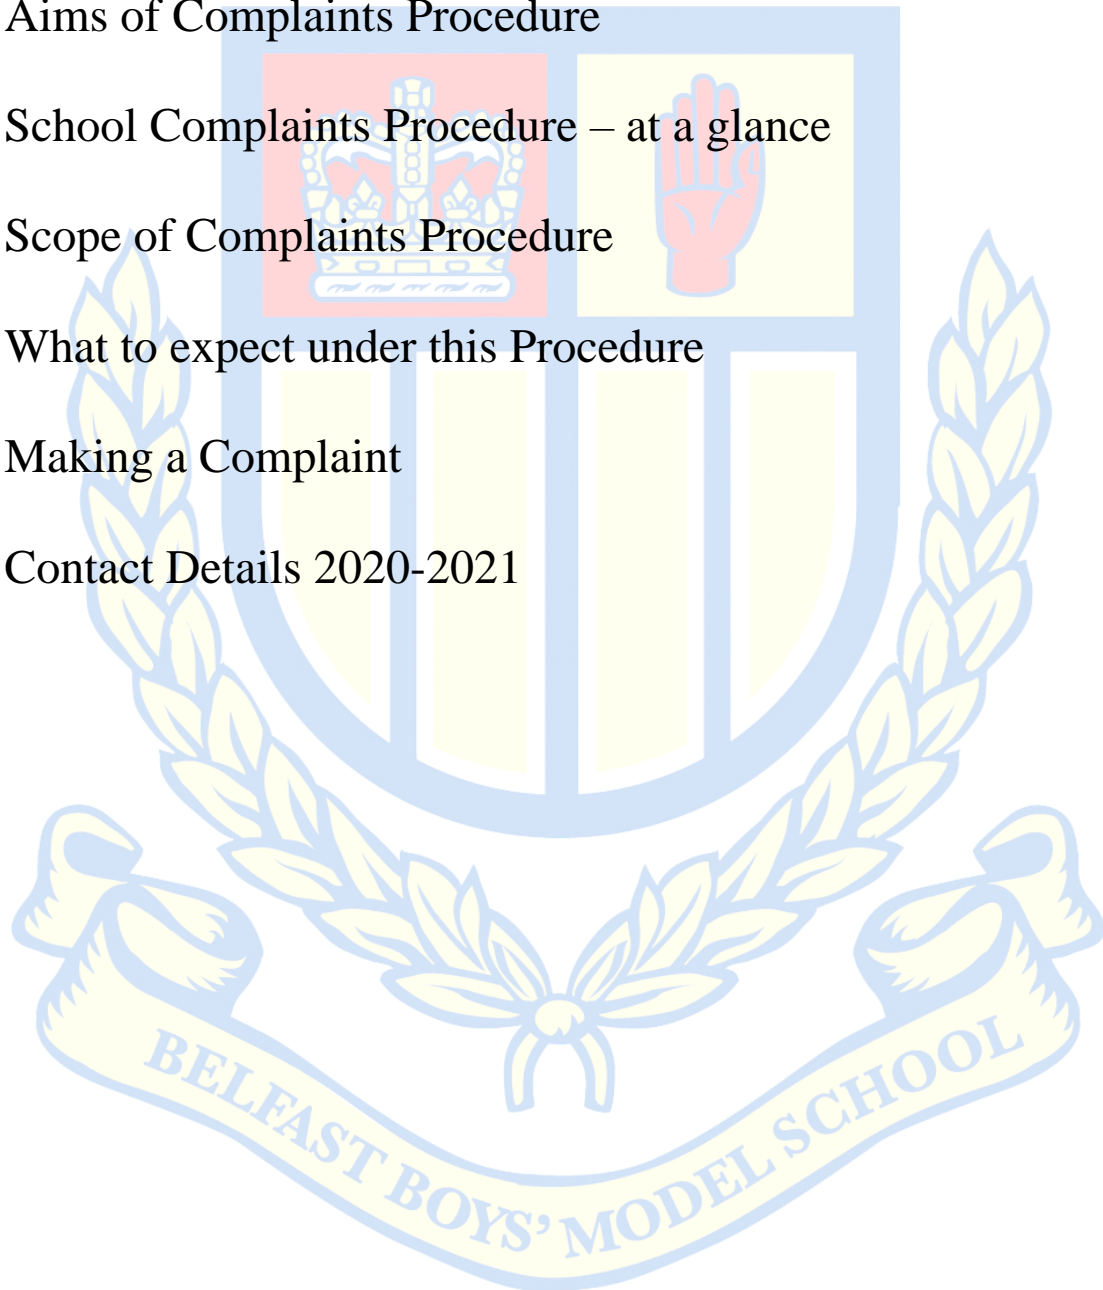 Aims of Complaints Procedure
School Complaints Procedure – at a glance
Scope of Complaints Procedure
What to expect under this Procedure
Making a Complaint
Contact Details 2020-2021
BELFAST BOYS’ MODEL SCHOOL